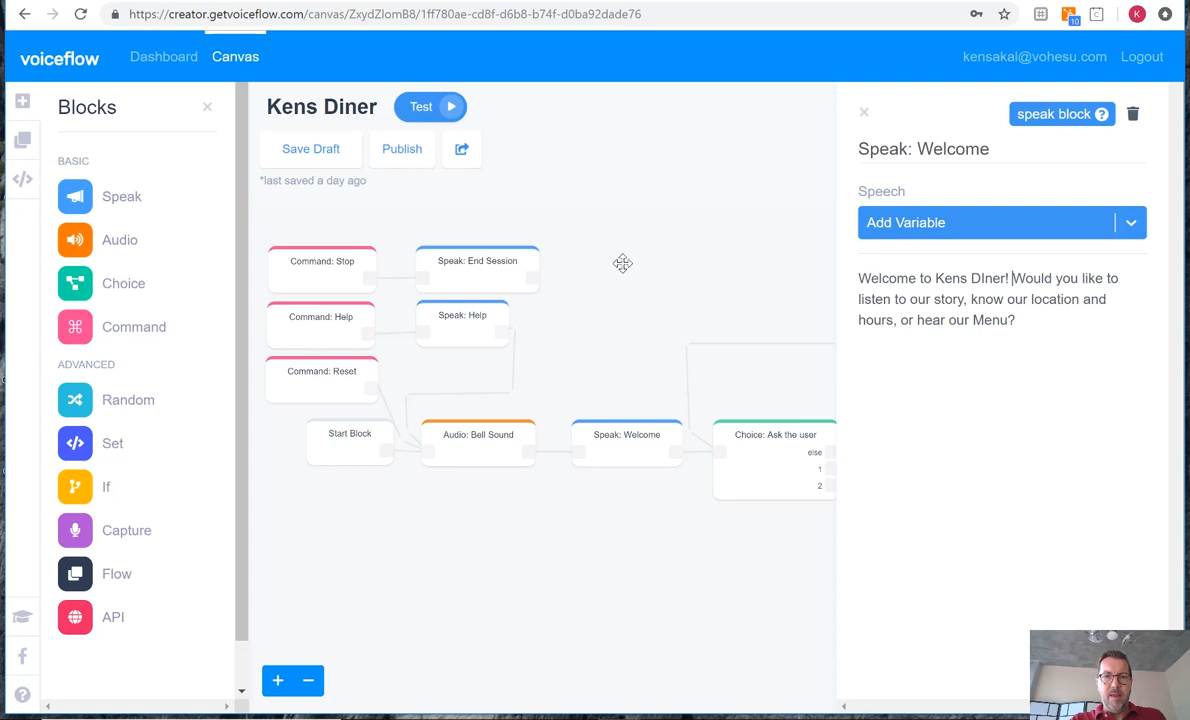 https://creator.getvoiceflow.com/canvas/ZxydZlomB8/1ff780ae-cd8f-d6b8-b74f-d0ba92dade76
10
K
voiceflow
Dashboard
Canvas
kensakal@vohesu.com
Logout
Blocks
BASIC
Speak
Audio
Choice
Command
ADVANCED
Random
Set
If
Capture
Flow
API
Kens Diner
Test
Save Draft
Publish
*last saved a day ago
Command: Stop
Speak: End Session
Command: Help
Speak: Help
Command: Reset
Start Block
Audio: Bell Sound
Speak: Welcome
Choice: Ask the user
else
1
2
+
−
speak block ?
Speak: Welcome
Speech
Add Variable
Welcome to Kens DIner! Would you like to
listen to our story, know our location and
hours, or hear our Menu?